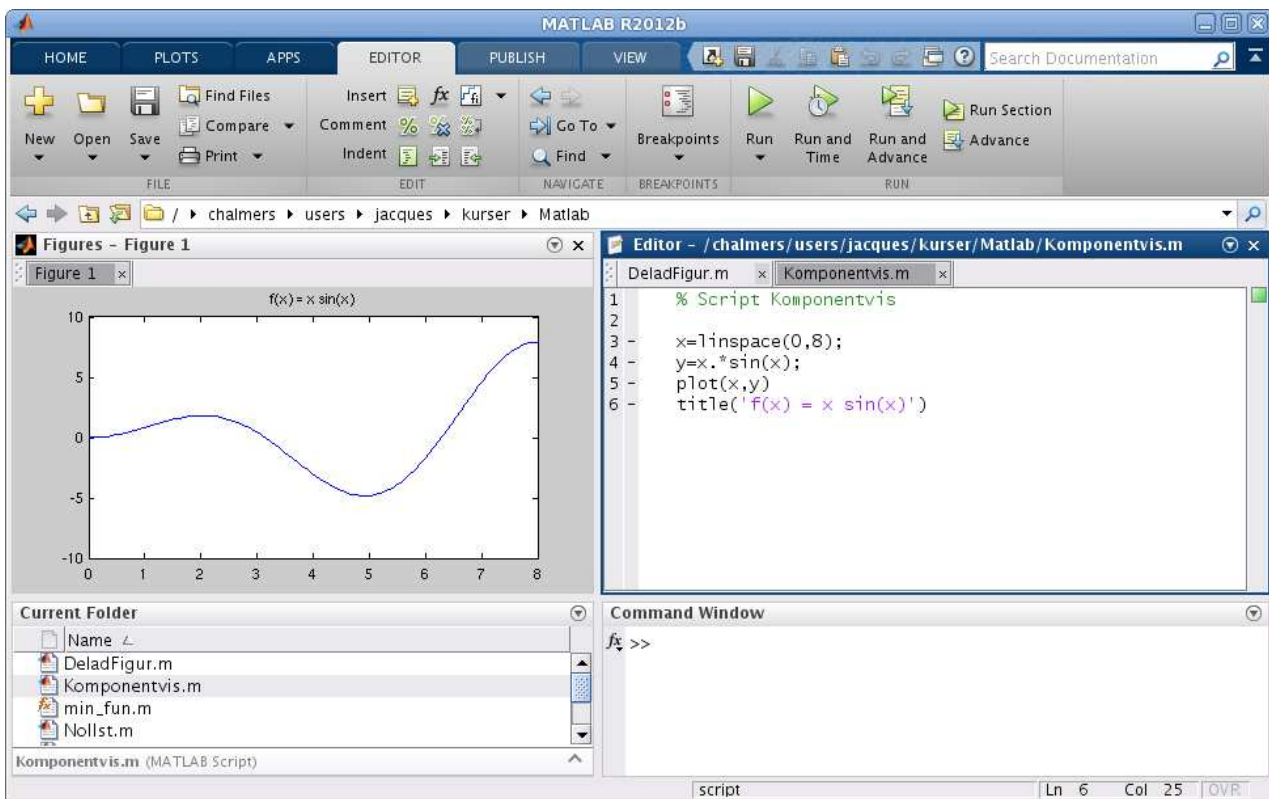 MATLAB R2012b
HOME PLOTS APPS EDITOR PUBLISH VIEW Search Documentation
New Open Save Find Files Compare Print
FILE
Insert fx fi
Comment % %
Indent
EDIT
Go To
Find
NAVIGATE
Breakpoints
BREAKPOINTS
Run Run and Time Run and Advance Run Section Advance
RUN
/ chalmers users jacques kurser Matlab
Figures - Figure 1
Figure 1
f(x) = x sin(x)
10
5
0
-5
-10
0 1 2 3 4 5 6 7 8
Editor - /chalmers/users/jacques/kurser/Matlab/Komponentvis.m
DeladFigur.m Komponentvis.m
1 % Script Komponentvis
2
3 - x=linspace(0,8);
4 - y=x.*sin(x);
5 - plot(x,y)
6 - title('f(x) = x sin(x)')
Current Folder
Name
DeladFigur.m
Komponentvis.m
min_fun.m
Nollst.m
Komponentvis.m (MATLAB Script)
Command Window
fx >>
script Ln 6 Col 25 OVR